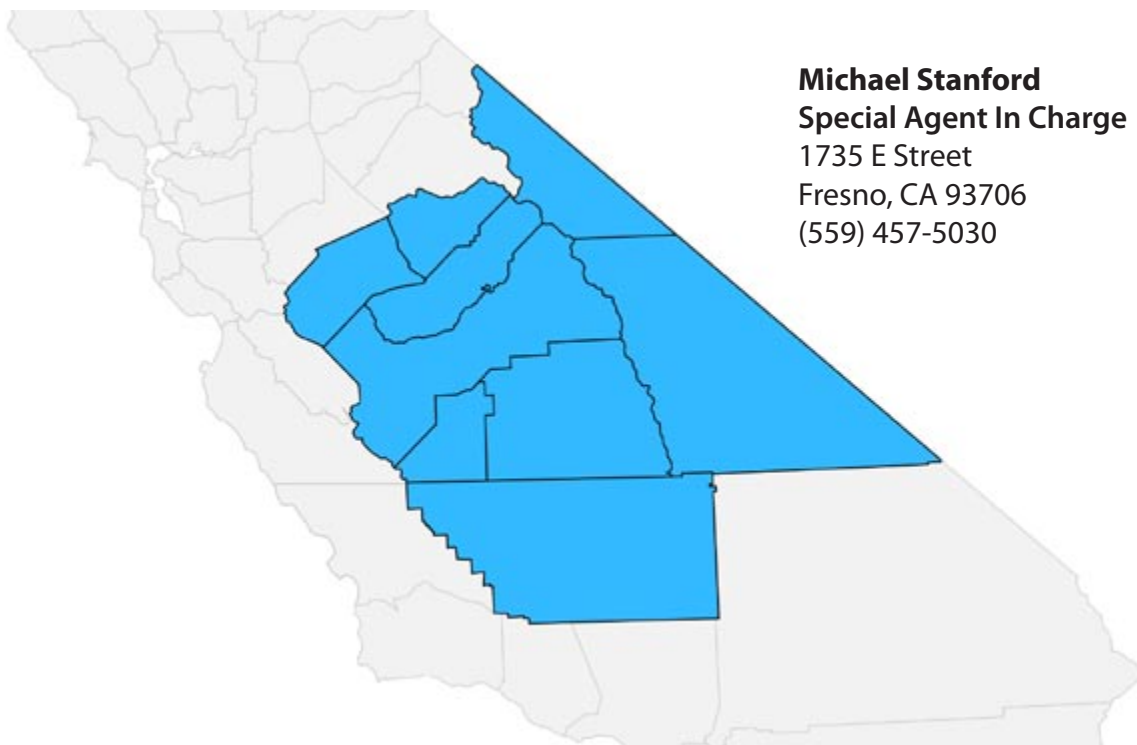 Michael Stanford
Special Agent In Charge
1735 E Street
Fresno, CA 93706
(559) 457-5030